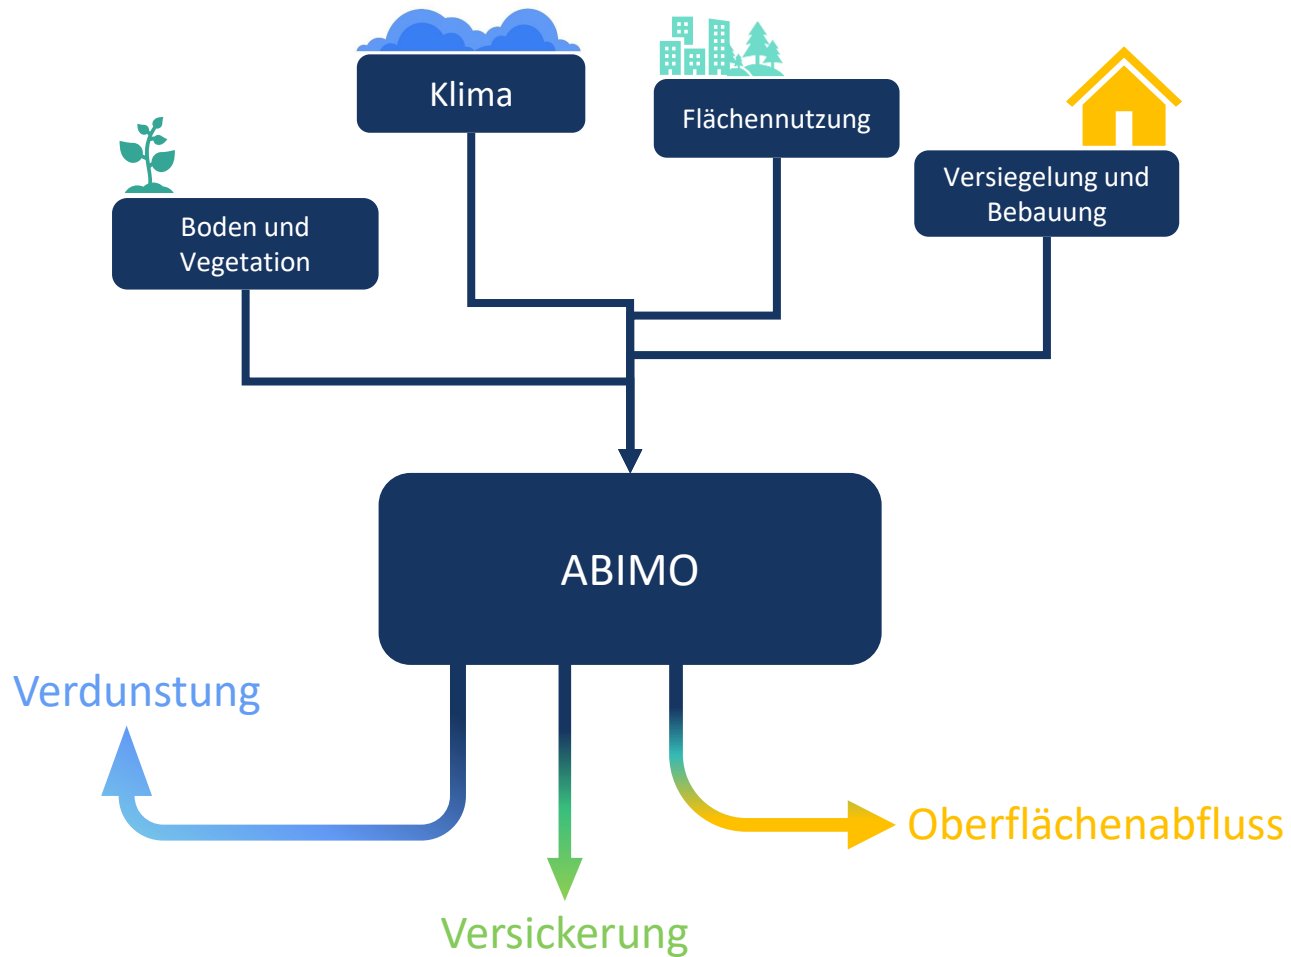 Klima
Flächennutzung
Versiegelung und
Bebauung
Boden und
Vegetation
ABIMO
Verdunstung
Oberflächenabfluss
Versickerung